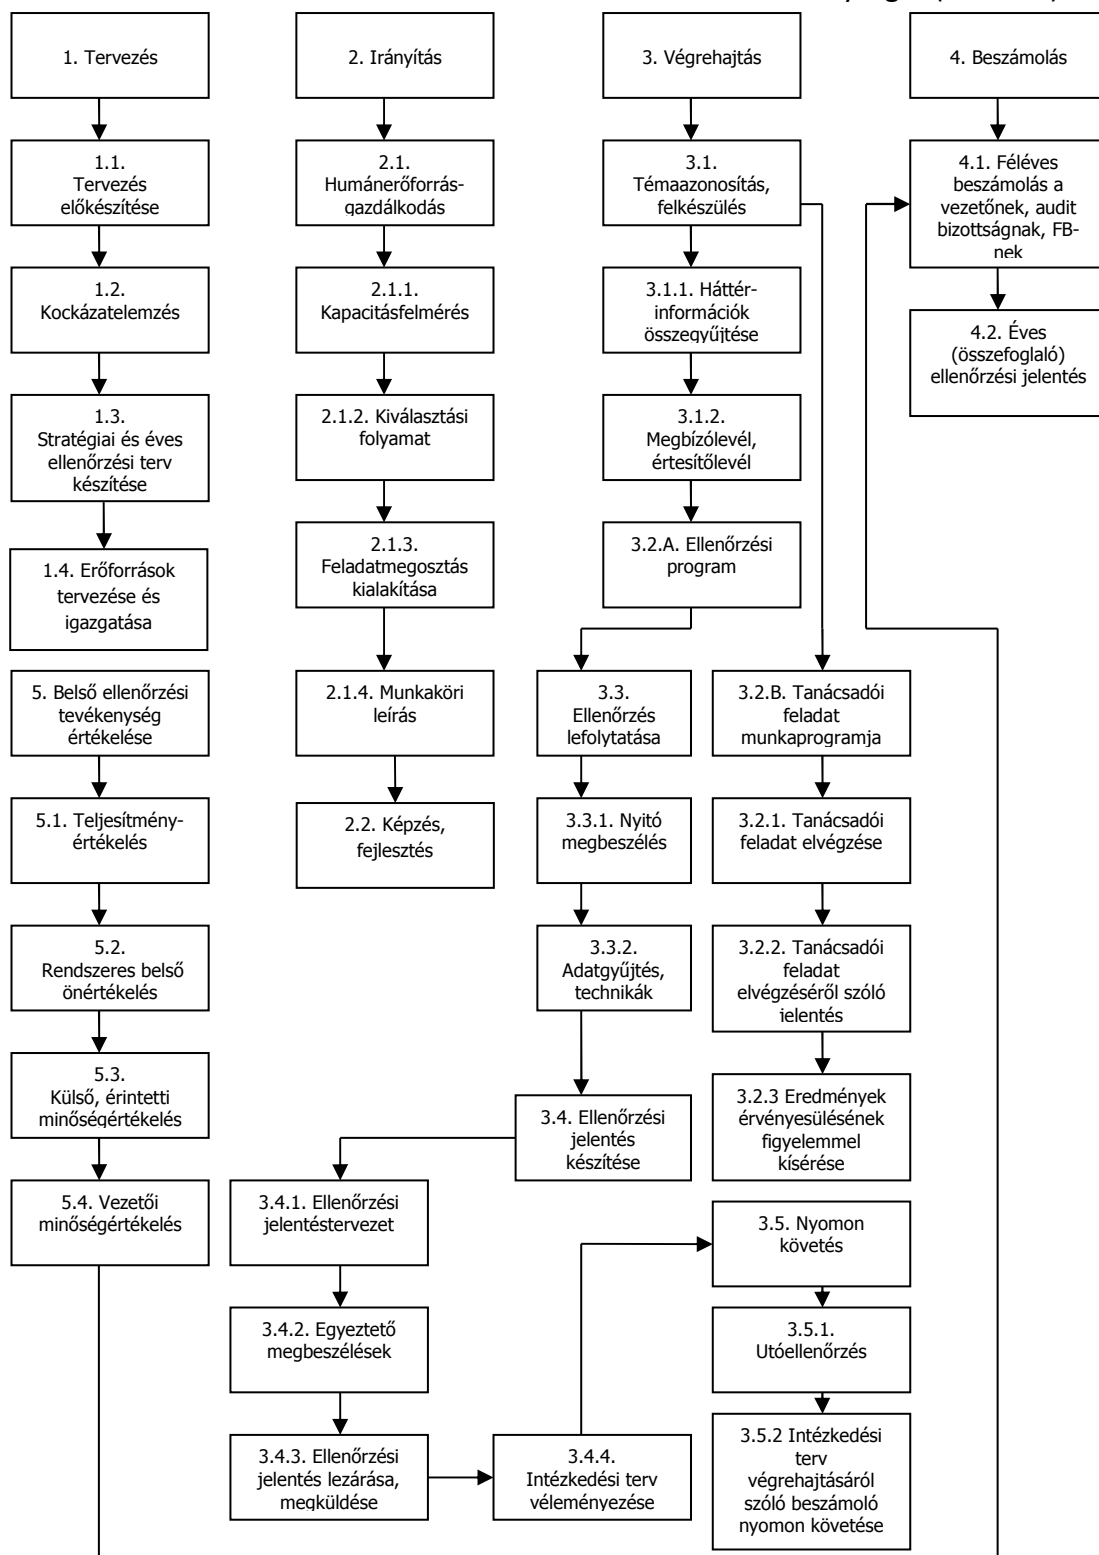 1. Tervezés
1.1.
Tervezés
előkészítése
1.2.
Kockázatelemzés
1.3.
Stratégiai és éves
ellenőrzési terv
készítése
1.4. Erőforrások
tervezése és
igazgatása
5. Belső ellenőrzési
tevékenység
értékelése
5.1. Teljesítmény-
értékelés
5.2.
Rendszeres belső
önértékelés
5.3.
Külső, érintetti
minőségértékelés
5.4. Vezetői
minőségértékelés
2. Irányítás
2.1.
Humánerőforrás-
gazdálkodás
2.1.1.
Kapacitásfelmérés
2.1.2. Kiválasztási
folyamat
2.1.3.
Feladatmegosztás
kialakítása
2.1.4. Munkaköri
leírás
2.2. Képzés,
fejlesztés
3. Végrehajtás
3.1.
Témaazonosítás,
felkészülés
3.1.1. Háttér-
információk
összegyűjtése
3.1.2.
Megbízólevél,
értesítőlevél
3.2.A. Ellenőrzési
program
3.3.
Ellenőrzés
lefolytatása
3.3.1. Nyitó
megbeszélés
3.3.2.
Adatgyűjtés,
technikák
3.4. Ellenőrzési
jelentés
készítése
3.4.1. Ellenőrzési
jelentéstervezet
3.4.2. Egyeztető
megbeszélések
3.4.3. Ellenőrzési
jelentés lezárása,
megküldése
3.4.4.
Intézkedési terv
véleményezése
3.2.B. Tanácsadói
feladat
munkaprogramja
3.2.1. Tanácsadói
feladat elvégzése
3.2.2. Tanácsadói
feladat
elvégzéséről szóló
jelentés
3.2.3 Eredmények
érvényesülésének
figyelemmel
kísérése
3.5. Nyomon
követés
3.5.1.
Utóellenőrzés
3.5.2 Intézkedési
terv
végrehajtásáról
szóló beszámoló
nyomon követése
4. Beszámolás
4.1. Féléves
beszámolás a
vezetőnek, audit
bizottságnak, FB-
nek
4.2. Éves
(összefoglaló)
ellenőrzési jelentés